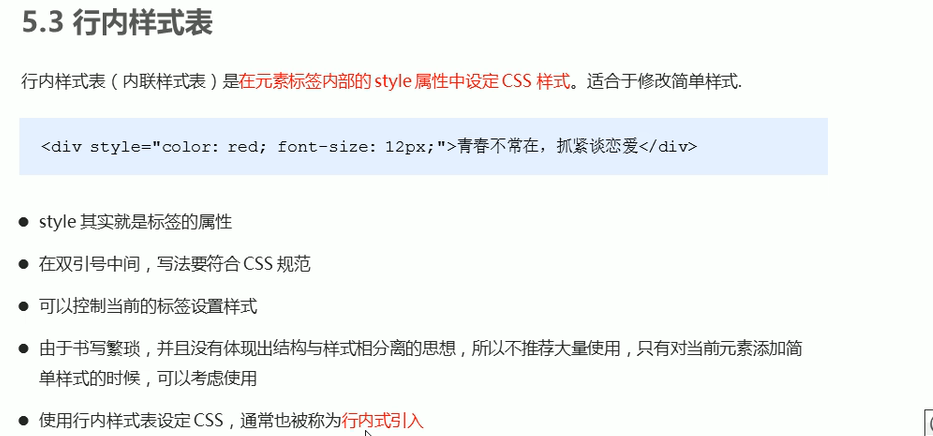 5.3 行内样式表
行内样式表（内联样式表）是在元素标签内部的 style 属性中设定 CSS 样式。适合于修改简单样式.
<div style="color: red; font-size: 12px;">青春不常在，抓紧谈恋爱</div>
● style 其实就是标签的属性
● 在双引号中间，写法要符合 CSS 规范
● 可以控制当前的标签设置样式
● 由于书写繁琐，并且没有体现出结构与样式相分离的思想，所以不推荐大量使用，只有对当前元素添加简
单样式的时候，可以考虑使用
● 使用行内样式表设定 CSS，通常也被称为行内式引入